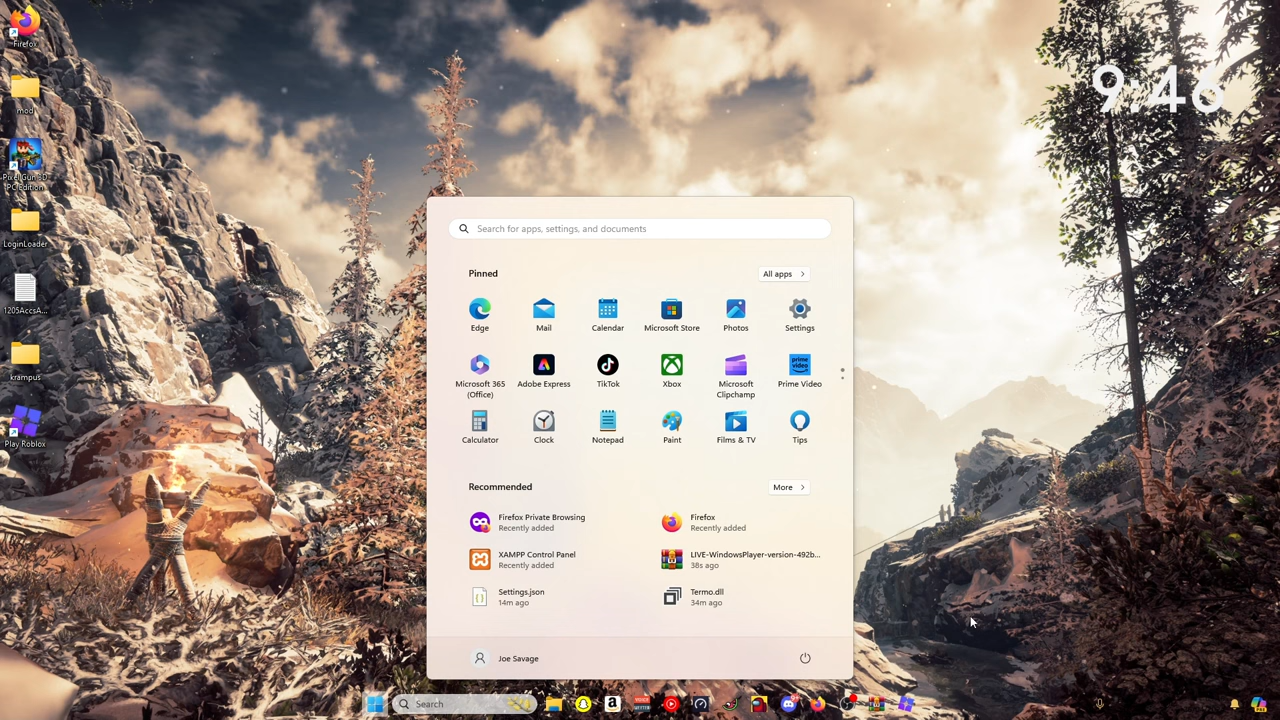 Firefox
mod
Pixel Gun 3D
PC Edition
LoginLoader
1205AccsA...
krampus
Play Roblox
9:46
Search for apps, settings, and documents
Pinned
All apps
Edge
Mail
Calendar
Microsoft Store
Photos
Settings
Microsoft 365
(Office)
Adobe Express
TikTok
Xbox
Microsoft
Clipchamp
prime
video
Prime Video
Calculator
Clock
Notepad
Paint
Films & TV
Tips
Recommended
More
Firefox Private Browsing
Recently added
Firefox
Recently added
XAMPP Control Panel
Recently added
LIVE-WindowsPlayer-version-492b...
38s ago
Settings.json
14m ago
Termo.dll
34m ago
Joe Savage
Search